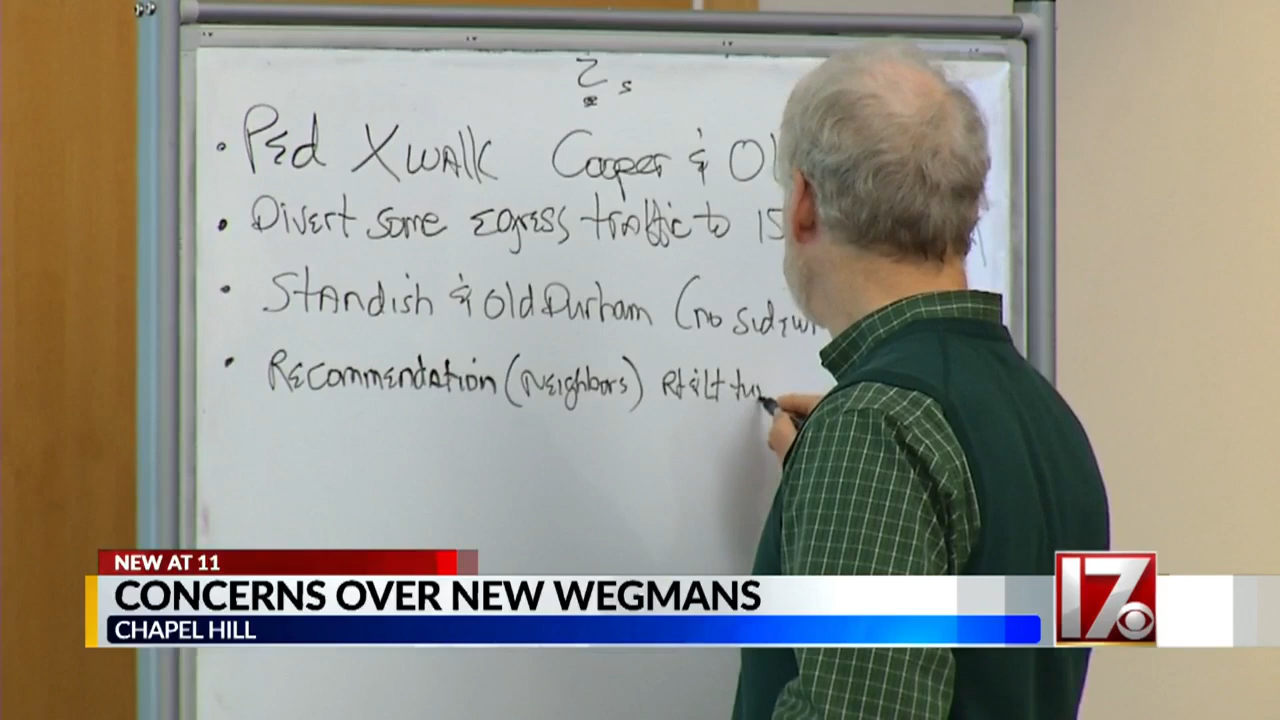 ?s
• Ped Xwalk Cooper & Ol
• Divert some egress traffic to 15
• Standish & Old Durham (no sidew
• Recommendation (Neighbors) Rt & Lt tu
NEW AT 11
CONCERNS OVER NEW WEGMANS
CHAPEL HILL
17